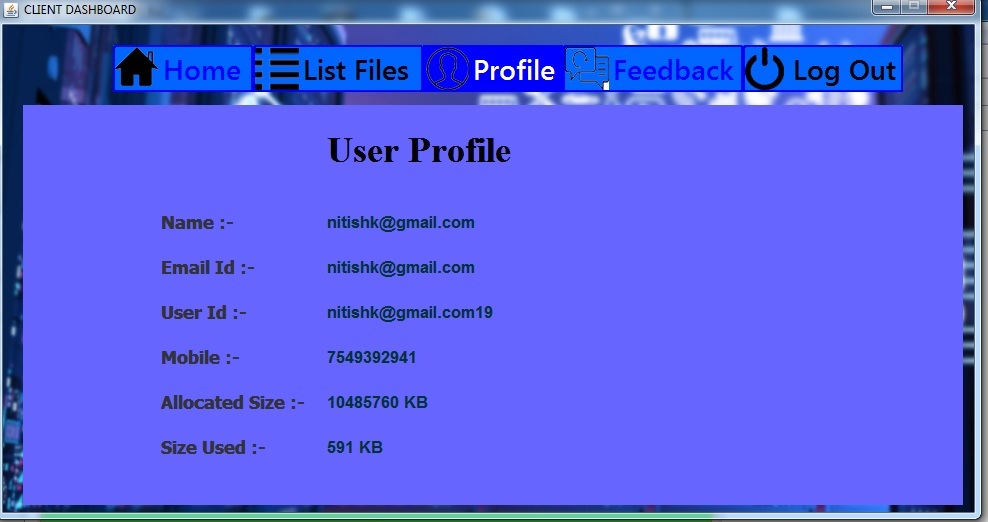 CLIENT DASHBOARD
Home List Files Profile Feedback Log Out
User Profile
Name :- nitishk@gmail.com
Email Id :- nitishk@gmail.com
User Id :- nitishk@gmail.com19
Mobile :- 7549392941
Allocated Size :- 10485760 KB
Size Used :- 591 KB